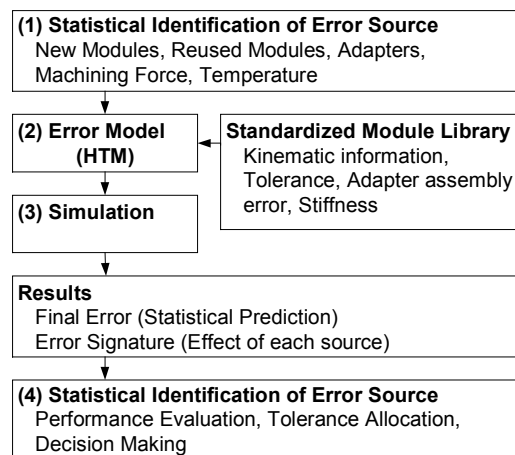 (1) Statistical Identification of Error Source
New Modules, Reused Modules, Adapters,
Machining Force, Temperature
(2) Error Model
(HTM)
Standardized Module Library
Kinematic information,
Tolerance, Adapter assembly
error, Stiffness
(3) Simulation
Results
Final Error (Statistical Prediction)
Error Signature (Effect of each source)
(4) Statistical Identification of Error Source
Performance Evaluation, Tolerance Allocation,
Decision Making